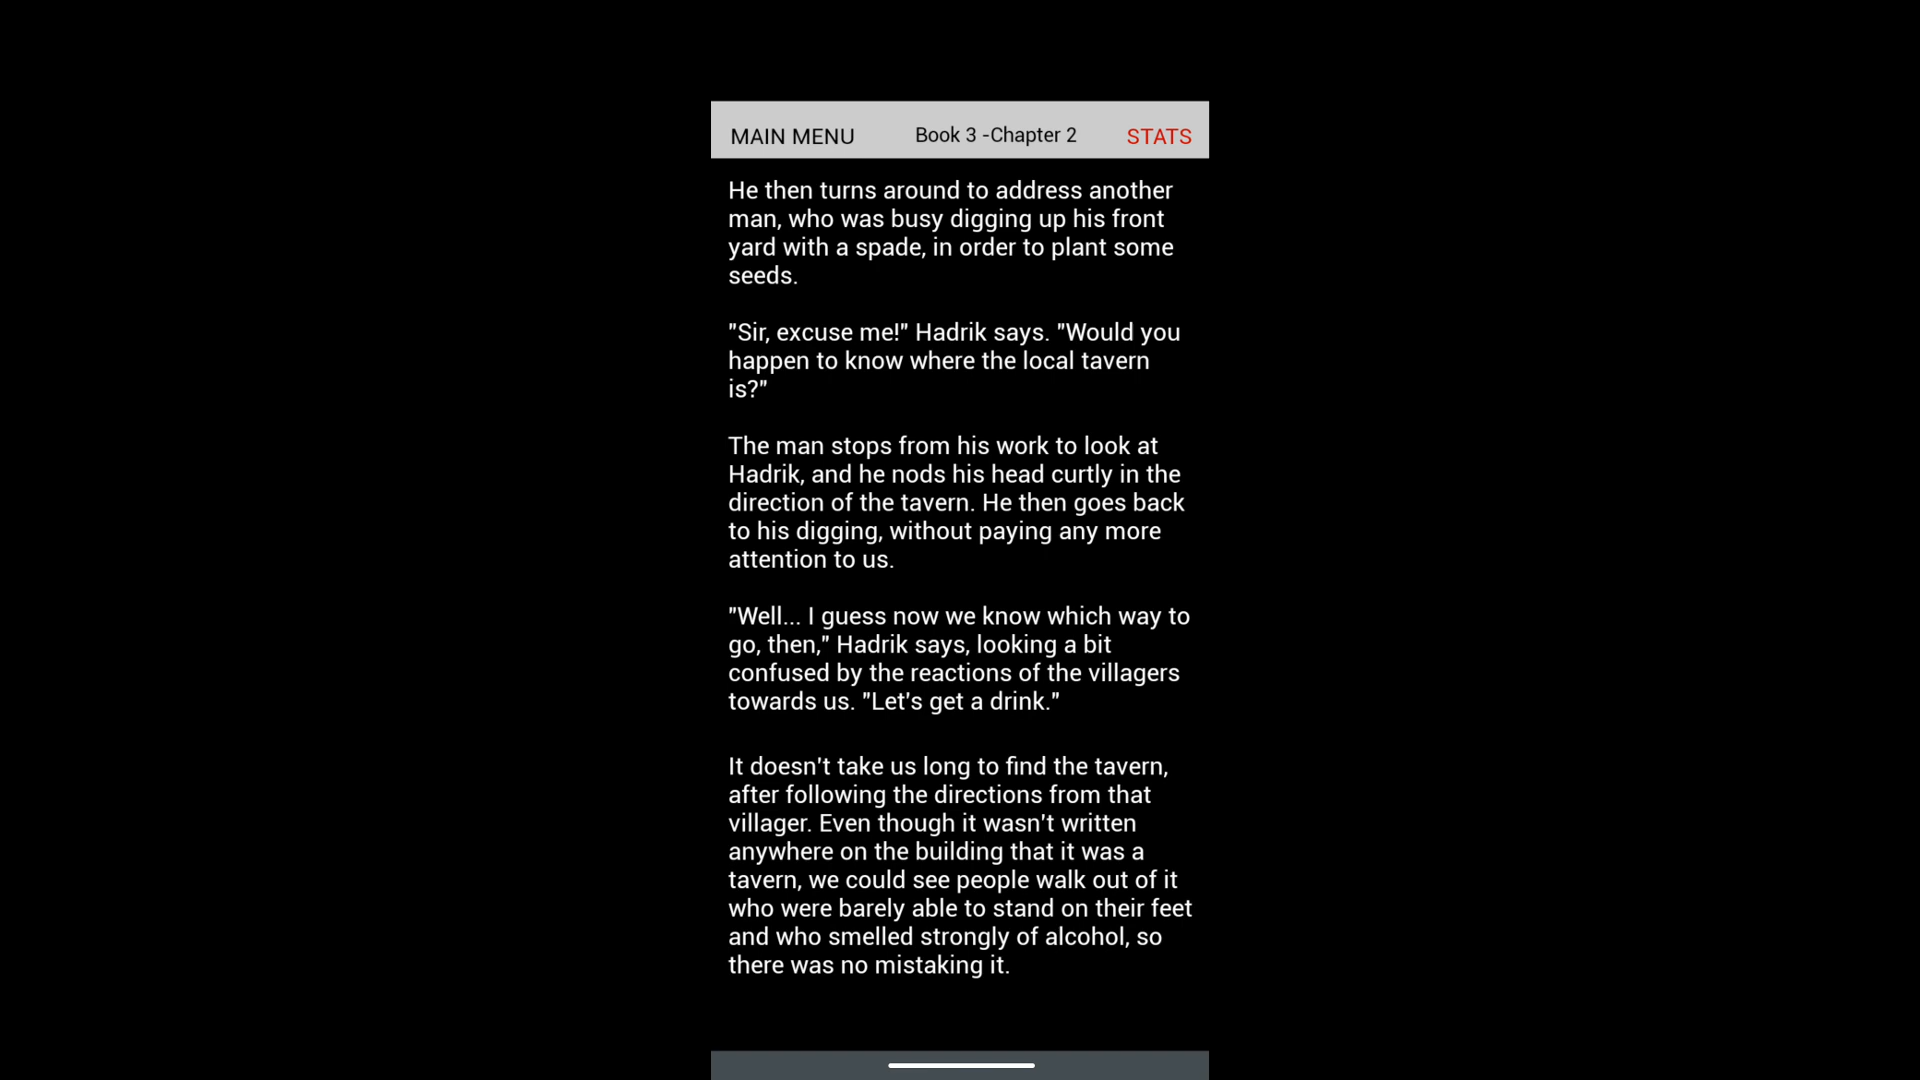 MAIN MENU
Book 3 -Chapter 2
STATS
He then turns around to address another
man, who was busy digging up his front
yard with a spade, in order to plant some
seeds.
"Sir, excuse me!" Hadrik says. "Would you
happen to know where the local tavern
is?"
The man stops from his work to look at
Hadrik, and he nods his head curtly in the
direction of the tavern. He then goes back
to his digging, without paying any more
attention to us.
"Well... I guess now we know which way to
go, then," Hadrik says, looking a bit
confused by the reactions of the villagers
towards us. "Let's get a drink."
It doesn't take us long to find the tavern,
after following the directions from that
villager. Even though it wasn't written
anywhere on the building that it was a
tavern, we could see people walk out of it
who were barely able to stand on their feet
and who smelled strongly of alcohol, so
there was no mistaking it.